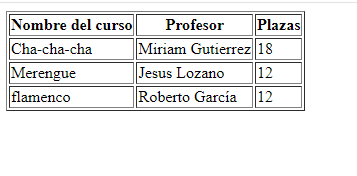 Nombre del curso Profesor Plazas
Cha-cha-cha Miriam Gutierrez 18
Merengue Jesus Lozano 12
flamenco Roberto García 12